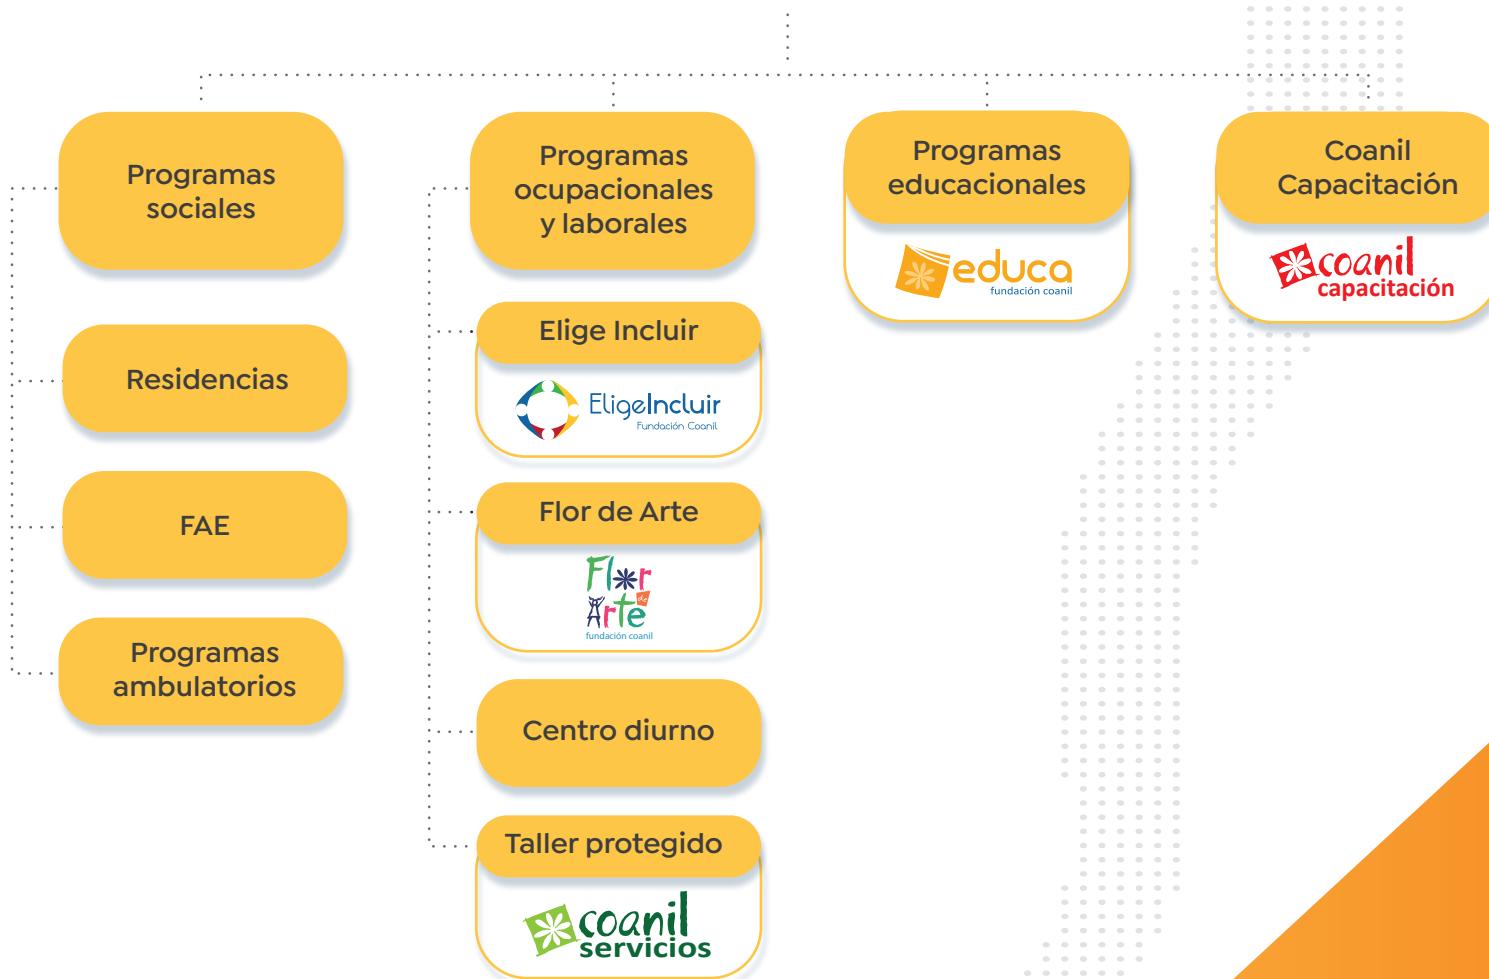 Programas
sociales
Residencias
FAE
Programas
ambulatorios
Programas
ocupacionales
y laborales
Elige Incluir
EligeIncluir
Fundación Coanil
Flor de Arte
Flor
de
Arte
fundación coanil
Centro diurno
Taller protegido
coanil
servicios
Programas
educacionales
educa
fundación coanil
Coanil
Capacitación
coanil
capacitación